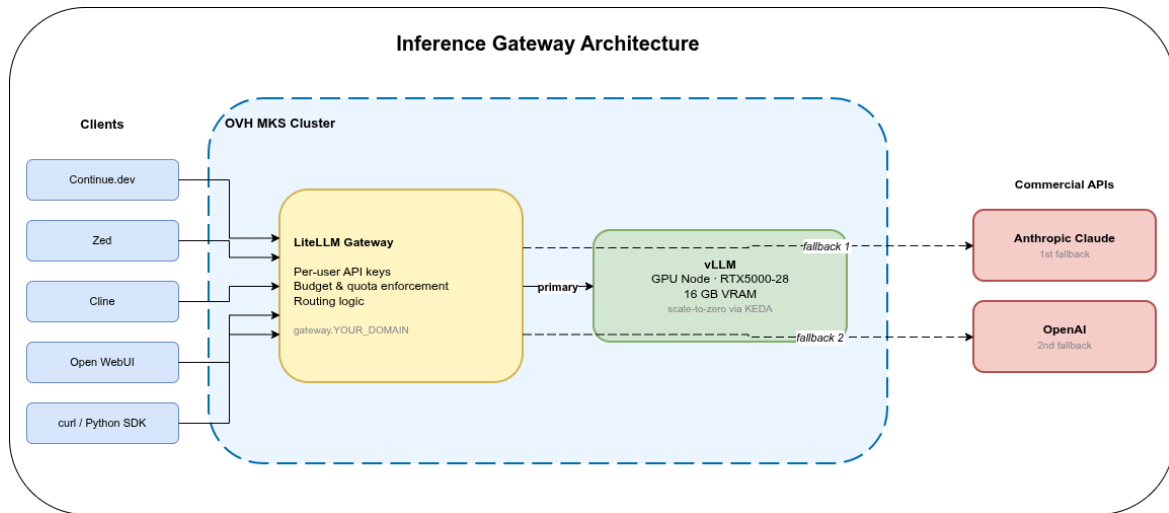 Inference Gateway Architecture
Clients
Continue.dev
Zed
Cline
Open WebUI
curl / Python SDK
OVH MKS Cluster
LiteLLM Gateway
Per-user API keys
Budget & quota enforcement
Routing logic
gateway.YOUR_DOMAIN
primary
vLLM
GPU Node · RTX5000-28
16 GB VRAM
scale-to-zero via KEDA
fallback 1
fallback 2
Commercial APIs
Anthropic Claude
1st fallback
OpenAI
2nd fallback